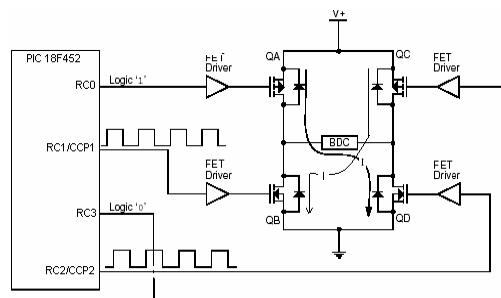 V+
PIC 18F452
FET
Driver
QA
QC
FET
Driver
RC0
Logic '1'
RC1/CCP1
BDC
I
I
FET
Driver
FET
Driver
RC3
Logic '0'
QB
QD
RC2/CCP2